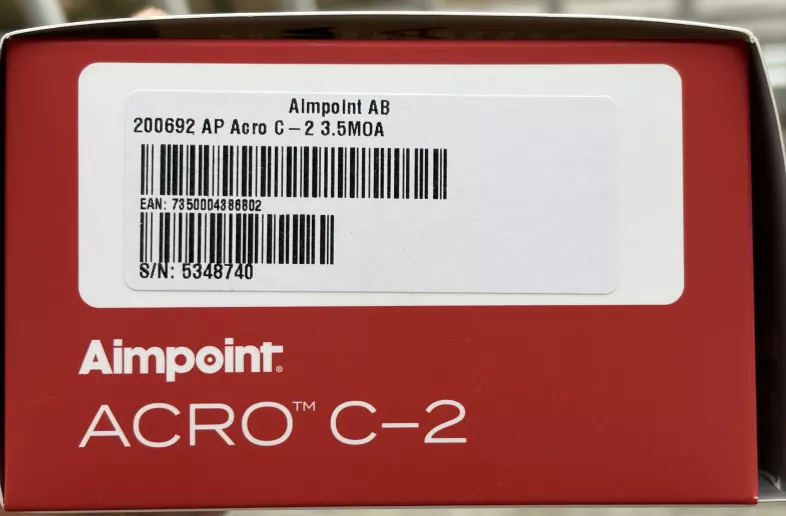 Aimpoint AB
200692 AP Acro C-2 3.5MOA
EAN: 7350004386802
S/N: 5348740
Aimpoint®
ACRO™ C-2